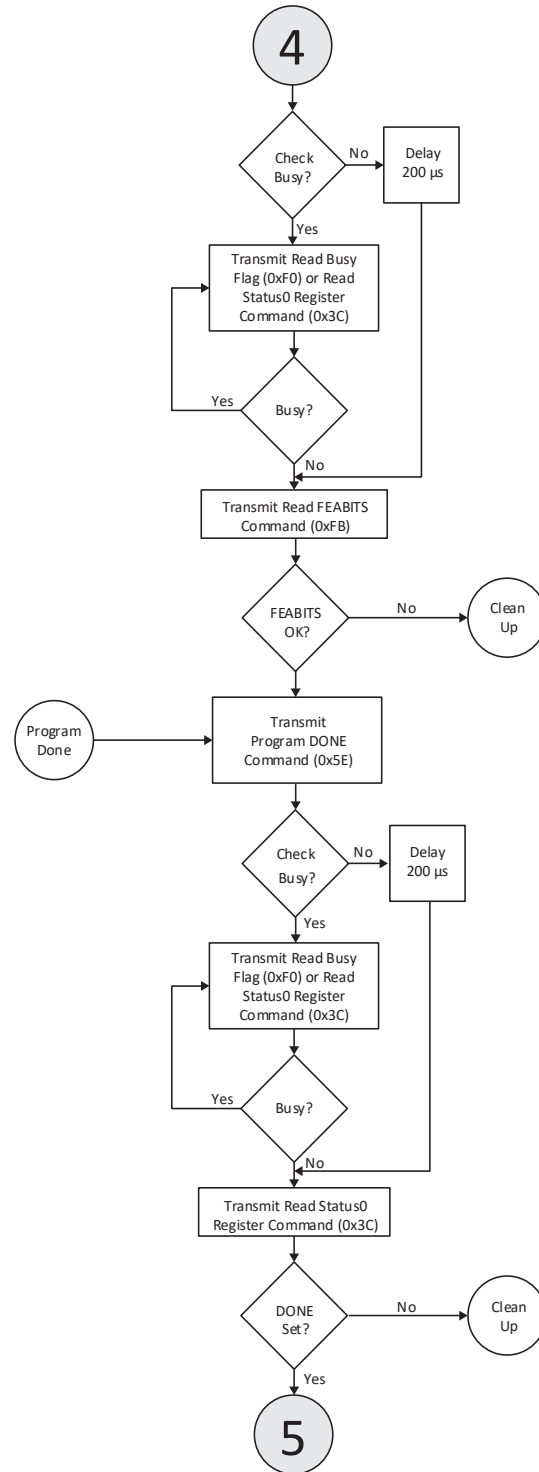 4
Check
Busy?
No
Delay
200 µs
Yes
Transmit Read Busy
Flag (0xF0) or Read
Status0 Register
Command (0x3C)
Yes
Busy?
No
Transmit Read FEABITS
Command (0xFB)
FEABITS
OK?
No
Clean
Up
Program
Done
Transmit
Program DONE
Command (0x5E)
Check
Busy?
No
Delay
200 µs
Yes
Transmit Read Busy
Flag (0xF0) or Read
Status0 Register
Command (0x3C)
Yes
Busy?
No
Transmit Read Status0
Register Command (0x3C)
DONE
Set?
No
Clean
Up
Yes
5